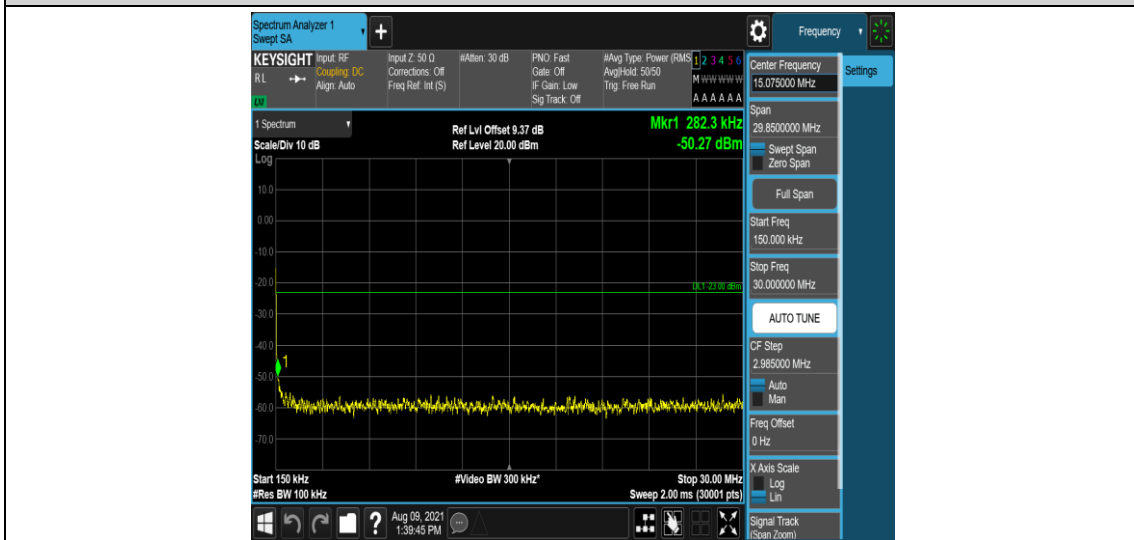 Spectrum Analyzer 1
Swept SA
+
Frequency
KEYSIGHT
RL
LXI
Input: RF
Coupling: DC
Align: Auto
Input Z: 50 Ω
Corrections: Off
Freq Ref: Int (S)
#Atten: 30 dB
PNO: Fast
Gate: Off
IF Gain: Low
Sig Track: Off
#Avg Type: Power (RMS
Avg|Hold: 50/50
Trig: Free Run
1 2 3 4 5 6
M W W W W W
A A A A A A
Center Frequency
15.075000 MHz
Settings
1 Spectrum
Scale/Div 10 dB
Ref Lvl Offset 9.37 dB
Ref Level 20.00 dBm
Mkr1 282.3 kHz
-50.27 dBm
Log
10.0
0.00
-10.0
-20.0
-30.0
-40.0
-50.0
-60.0
-70.0
DL1 -23.00 dBm
1
Start 150 kHz
#Res BW 100 kHz
#Video BW 300 kHz*
Stop 30.00 MHz
Sweep 2.00 ms (30001 pts)
Span
29.8500000 MHz
Swept Span
Zero Span
Full Span
Start Freq
150.000 kHz
Stop Freq
30.000000 MHz
AUTO TUNE
CF Step
2.985000 MHz
Auto
Man
Freq Offset
0 Hz
X Axis Scale
Log
Lin
Signal Track
(Span Zoom)
?
Aug 09, 2021
1:39:45 PM